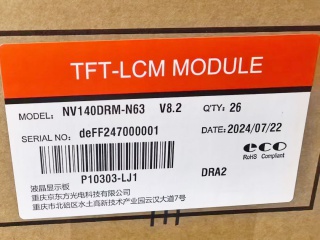 TFT-LCM MODULE
MODEL: NV140DRM-N63 V8.2 Q'TY: 26
SERIAL NO: deFF247000001 DATE: 2024/07/22
eco
RoHS Compliant
P10303-LJ1 DRA2
液晶显示板
重庆京东方光电科技有限公司
重庆市北碚区水土高新技术产业园云汉大道7号